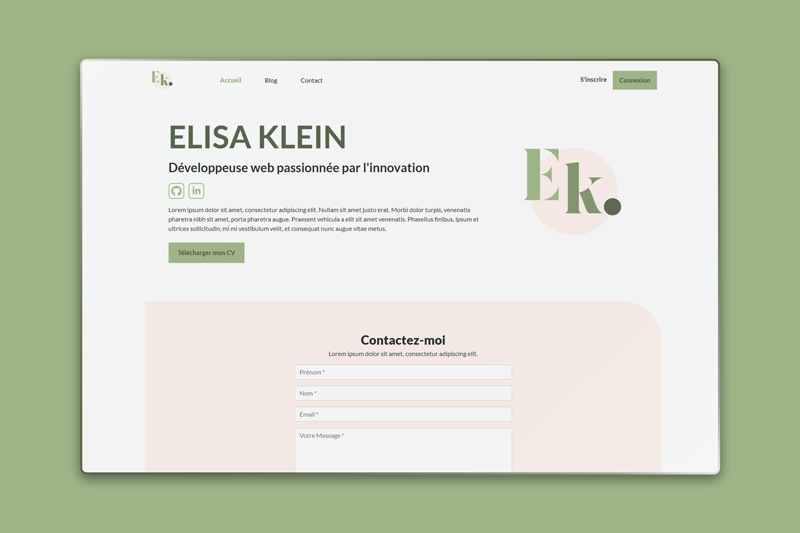 Ek.
Accueil Blog Contact S'inscrire Connexion
ELISA KLEIN
Développeuse web passionnée par l'innovation
in
Lorem ipsum dolor sit amet, consectetur adipiscing elit. Nullam sit amet justo erat. Morbi dolor turpis, venenatis
pharetra nibh sit amet, porta pharetra augue. Praesent vehicula a elit sit amet venenatis. Phasellus finibus, ipsum et
ultrices sollicitudin, mi mi vestibulum velit, et consequat nunc augue vitae metus.
Télécharger mon CV
Ek.
Contactez-moi
Lorem ipsum dolor sit amet, consectetur adipiscing elit.
Prénom *
Nom *
Email *
Votre Message *